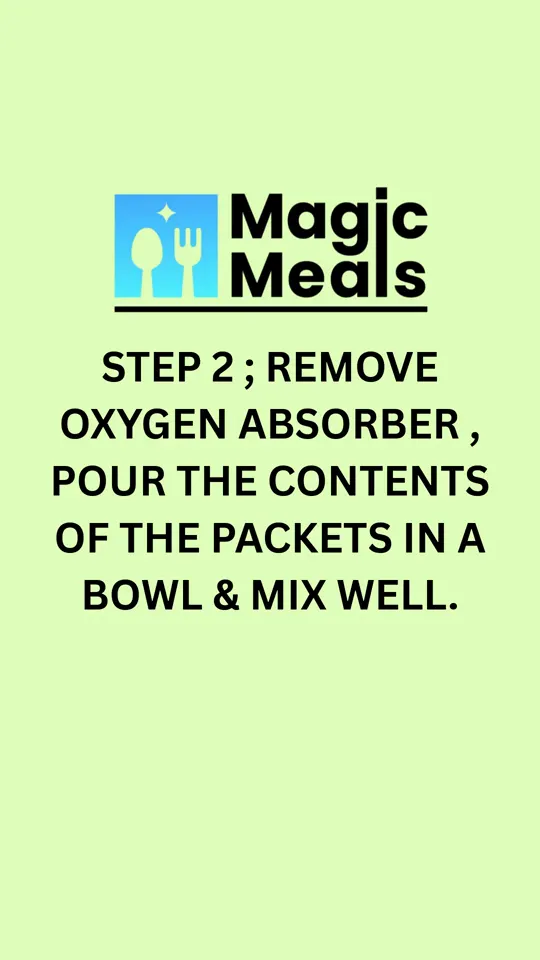 Magic
Meals
STEP 2 ; REMOVE
OXYGEN ABSORBER ,
POUR THE CONTENTS
OF THE PACKETS IN A
BOWL & MIX WELL.